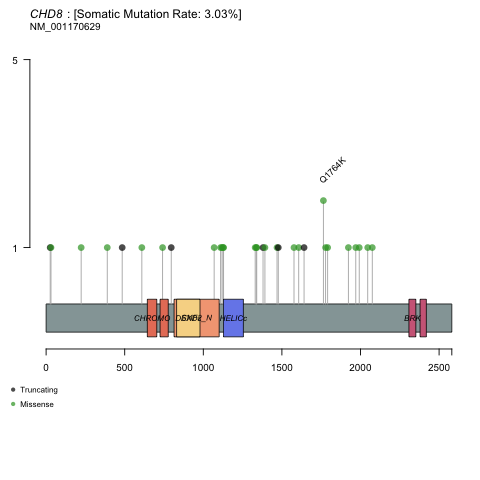 CHD8 : [Somatic Mutation Rate: 3.03%]
NM_001170629
5
Q1764K
1
CHROMO
HELICc
BRK
0 500 1000 1500 2000 2500
Truncating
Missense